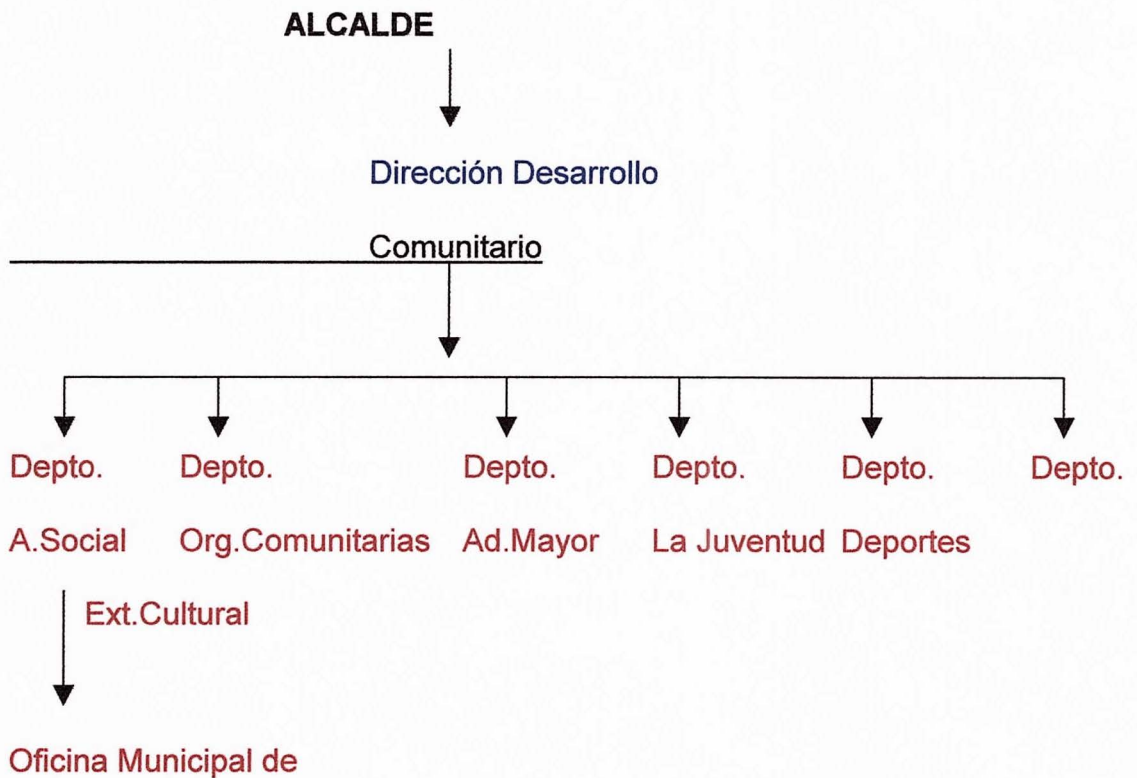 ALCALDE
Dirección Desarrollo
Comunitario
Depto. Depto. Depto. Depto. Depto. Depto.
A.Social Org.Comunitarias Ad.Mayor La Juventud Deportes
Ext.Cultural
Oficina Municipal de